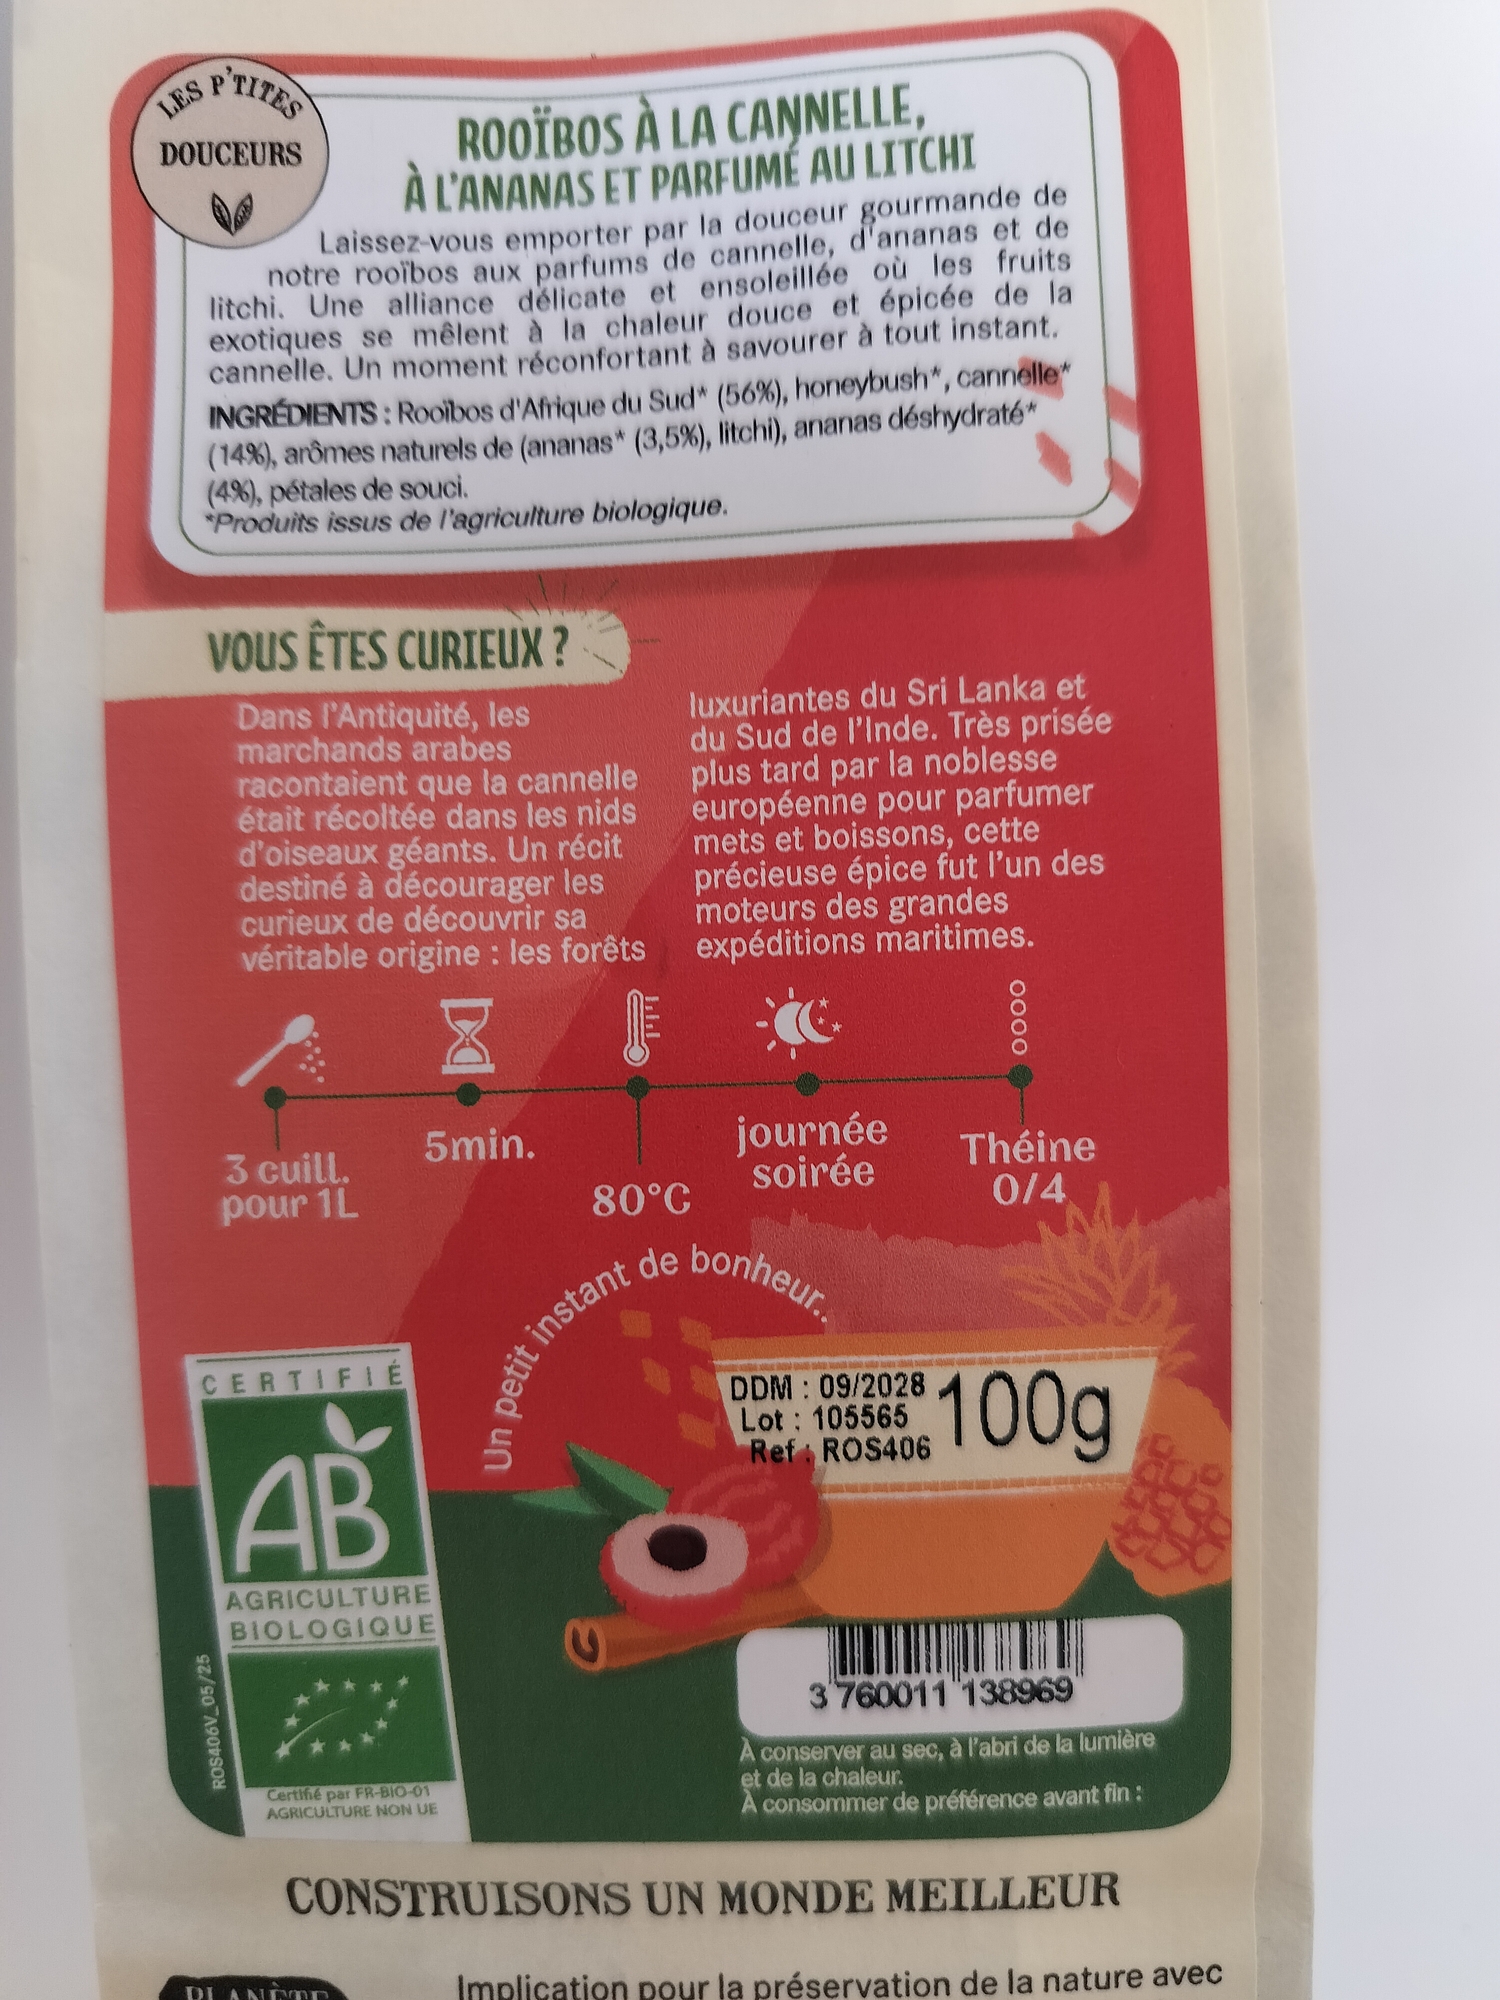 LES P'TITES
DOUCEURS
ROOÏBOS À LA CANNELLE,
À L'ANANAS ET PARFUMÉ AU LITCHI
Laissez-vous emporter par la douceur gourmande de
notre rooïbos aux parfums de cannelle, d'ananas et de
litchi. Une alliance délicate et ensoleillée où les fruits
exotiques se mêlent à la chaleur douce et épicée de la
cannelle. Un moment réconfortant à savourer à tout instant.
INGRÉDIENTS : Rooïbos d'Afrique du Sud* (56%), honeybush*, cannelle*
(14%), arômes naturels de (ananas* (3,5%), litchi), ananas déshydraté*
(4%), pétales de souci.
*Produits issus de l'agriculture biologique.
VOUS ÊTES CURIEUX ?
Dans l'Antiquité, les
marchands arabes
racontaient que la cannelle
était récoltée dans les nids
d'oiseaux géants. Un récit
destiné à décourager les
curieux de découvrir sa
véritable origine : les forêts
luxuriantes du Sri Lanka et
du Sud de l'Inde. Très prisée
plus tard par la noblesse
européenne pour parfumer
mets et boissons, cette
précieuse épice fut l'un des
moteurs des grandes
expéditions maritimes.
3 cuill.
pour 1L
5min.
80°C
journée
soirée
Théine
0/4
Un petit instant de bonheur..
DDM : 09/2028
Lot : 105565
Ref : ROS406
100g
CERTIFIÉ
AB
AGRICULTURE
BIOLOGIQUE
Certifié par FR-BIO-01
AGRICULTURE NON UE
ROS406V_05/25
3 760011 138969
À conserver au sec, à l'abri de la lumière
et de la chaleur.
À consommer de préférence avant fin :
CONSTRUISONS UN MONDE MEILLEUR
PLANÈTE
Implication pour la préservation de la nature avec